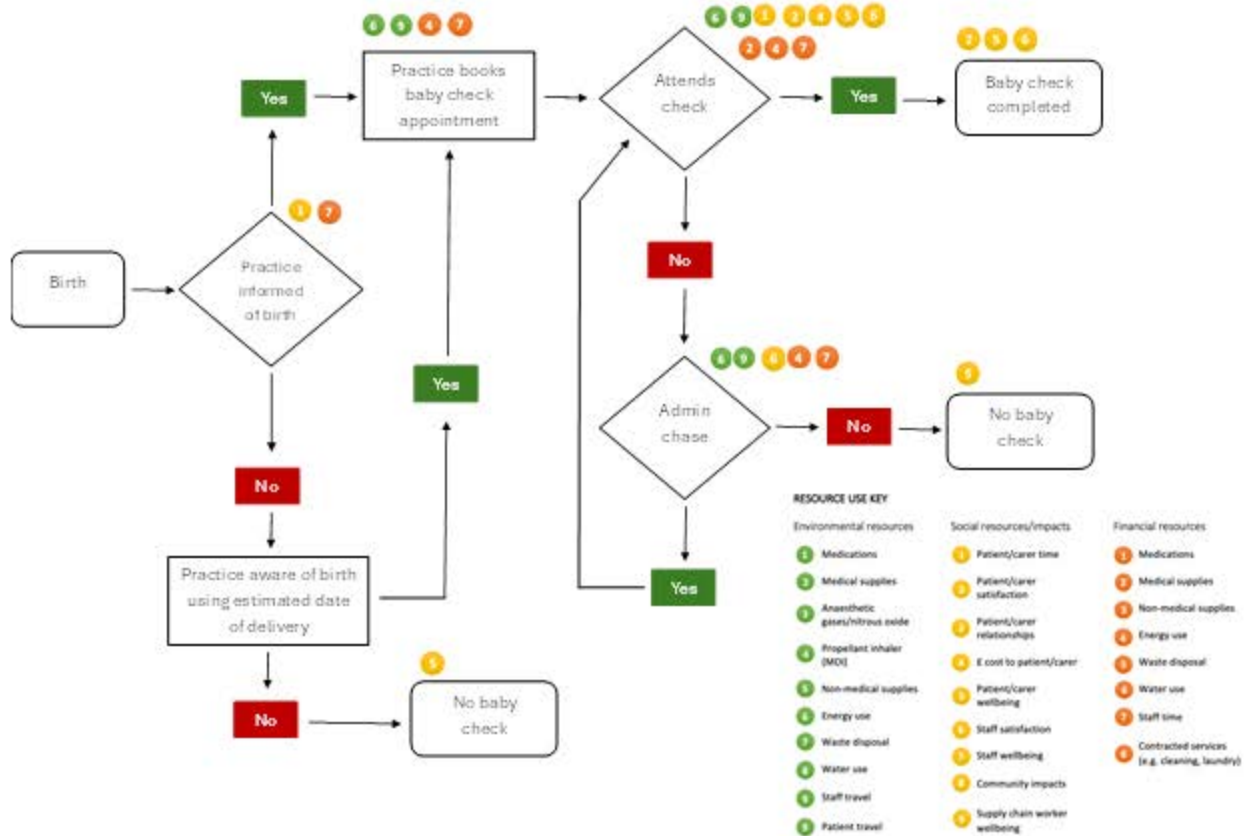 Birth
Practice
informed
of birth
Yes
Practice books
baby check
appointment
Attends
check
Yes
Baby check
completed
No
Admin
chase
No
No baby
check
Yes
Yes
No
Practice aware of birth
using estimated date
of delivery
No
No baby
check
RESOURCE USE KEY
Environmental resources
Medications
Medical supplies
Anaesthetic
gases/nitrous oxide
Propellant inhaler
(MDI)
Non-medical supplies
Energy use
Waste disposal
Water use
Staff travel
Patient travel
Social resources/impacts
Patient/carer time
Patient/carer
satisfaction
Patient/carer
relationships
£ cost to patient/carer
Patient/carer
wellbeing
Staff satisfaction
Staff wellbeing
Community impacts
Supply chain worker
wellbeing
Financial resources
Medications
Medical supplies
Non-medical supplies
Energy use
Waste disposal
Water use
Staff time
Contracted services
(e.g. cleaning, laundry)